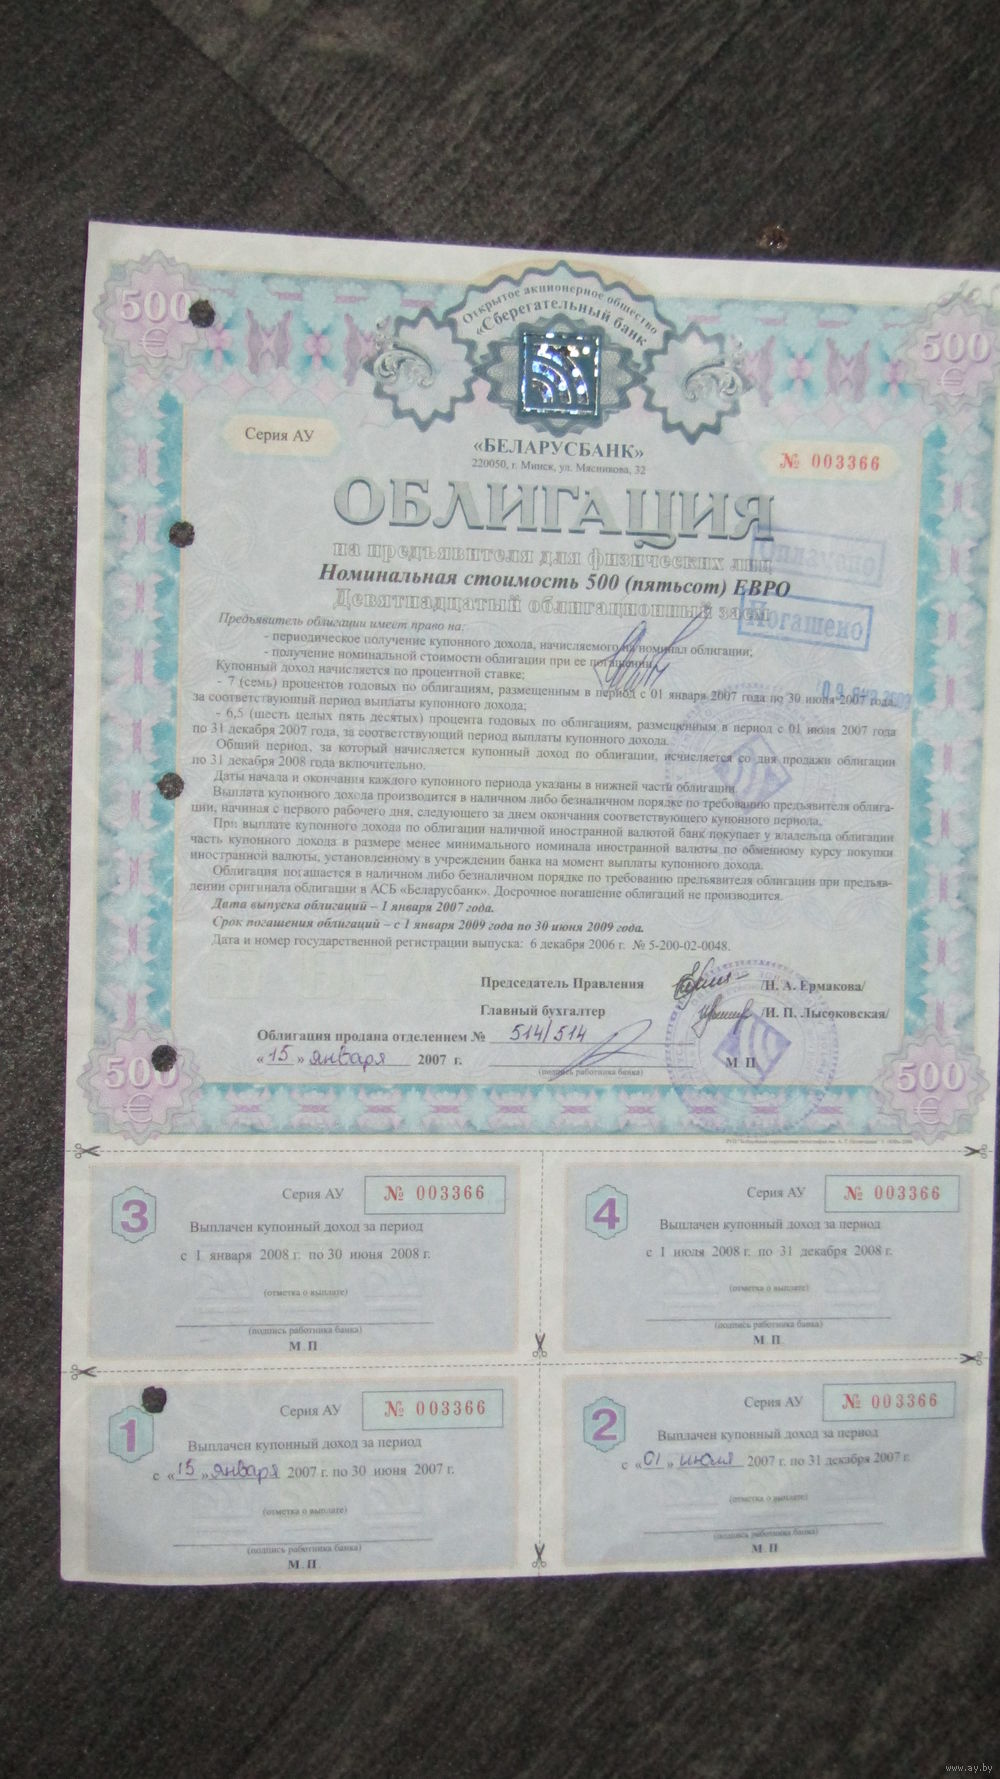 500
€
Открытое акционерное общество
«Сберегательный банк
500
€
Серия АУ
«БЕЛАРУСБАНК»
220050, г. Минск, ул. Мясникова, 32
№ 003366
ОБЛИГАЦИЯ
на предъявителя для физических лиц
Оплачено
Номинальная стоимость 500 (пятьсот) ЕВРО
Девятнадцатый облигационный заем
Погашено
Предъявитель облигации имеет право на:
- периодическое получение купонного дохода, начисляемого на номинал облигации;
- получение номинальной стоимости облигации при ее погашении.
Купонный доход начисляется по процентной ставке;
- 7 (семь) процентов годовых по облигациям, размещенным в период с 01 января 2007 года по 30 июня 2007 года,
за соответствующий период выплаты купонного дохода;
- 6,5 (шесть целых пять десятых) процента годовых по облигациям, размещенным в период с 01 июля 2007 года
по 31 декабря 2007 года, за соответствующий период выплаты купонного дохода.
Общий период, за который начисляется купонный доход по облигации, исчисляется со дня продажи облигации
по 31 декабря 2008 года включительно.
Даты начала и окончания каждого купонного периода указаны в нижней части облигации.
Выплата купонного дохода производится в наличном либо безналичном порядке по требованию предъявителя облига-
ции, начиная с первого рабочего дня, следующего за днем окончания соответствующего купонного периода.
При выплате купонного дохода по облигации наличной иностранной валютой банк покупает у владельца облигации
часть купонного дохода в размере менее минимального номинала иностранной валюты по обменному курсу покупки
иностранной валюты, установленному в учреждении банка на момент выплаты купонного дохода.
Облигация погашается в наличном либо безналичном порядке по требованию предъявителя облигации при предъяв-
лении оригинала облигации в АСБ «Беларусбанк». Досрочное погашение облигаций не производится.
Дата выпуска облигаций – 1 января 2007 года.
Срок погашения облигаций – с 1 января 2009 года по 30 июня 2009 года.
Дата и номер государственной регистрации выпуска: 6 декабря 2006 г. № 5-200-02-0048.
Председатель Правления /Н. А. Ермакова/
Главный бухгалтер /И. П. Лысоковская/
Облигация продана отделением № 514/514
«15» января 2007 г.
(подпись работника банка)
М П
500
€
500
€
3
Серия АУ
№ 003366
Выплачен купонный доход за период
с 1 января 2008 г. по 30 июня 2008 г.
(отметка о выплате)
(подпись работника банка)
М.П
4
Серия АУ
№ 003366
Выплачен купонный доход за период
с 1 июля 2008 г. по 31 декабря 2008 г.
(отметка о выплате)
(подпись работника банка)
М.П
1
Серия АУ
№ 003366
Выплачен купонный доход за период
с «15» января 2007 г. по 30 июня 2007 г.
(отметка о выплате)
(подпись работника банка)
М.П
2
Серия АУ
№ 003366
Выплачен купонный доход за период
с «01» июля 2007 г. по 31 декабря 2007 г.
(отметка о выплате)
(подпись работника банка)
М.П
www.ay.by